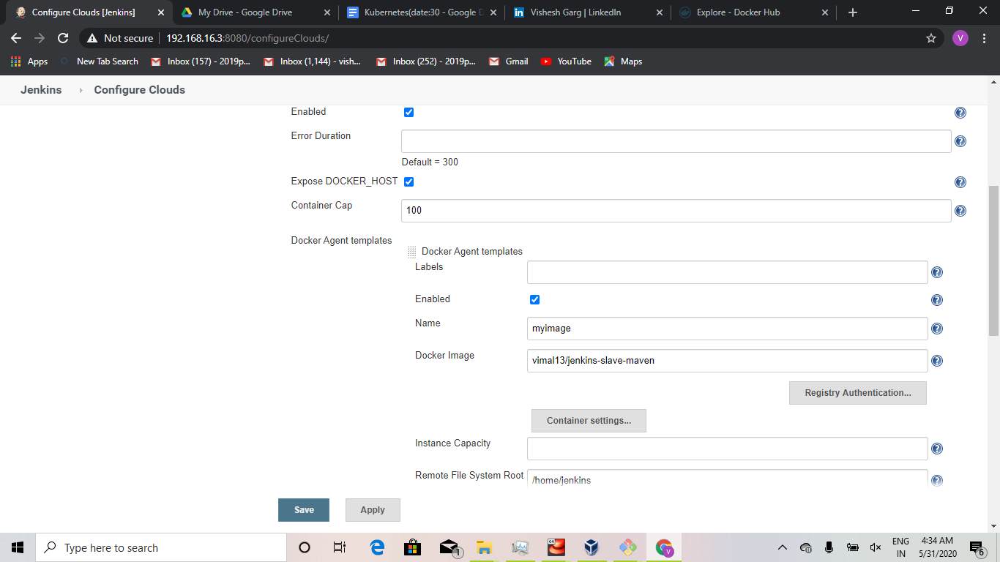 Configure Clouds [Jenkins]
My Drive - Google Drive
Kubernetes(date:30 - Google D
Vishesh Garg | LinkedIn
Explore - Docker Hub
Not secure
192.168.16.3:8080/configureClouds/
V
Apps
New Tab Search
Inbox (157) - 2019p...
Inbox (1,144) - vish...
Inbox (252) - 2019p...
Gmail
YouTube
Maps
Jenkins
Configure Clouds
Enabled
Error Duration
Default = 300
Expose DOCKER_HOST
Container Cap
100
Docker Agent templates
Docker Agent templates
Labels
Enabled
Name
myimage
Docker Image
vimal13/jenkins-slave-maven
Registry Authentication...
Container settings...
Instance Capacity
Remote File System Root
/home/jenkins
Save
Apply
Type here to search
1
V
ENG
IN
4:34 AM
5/31/2020
6